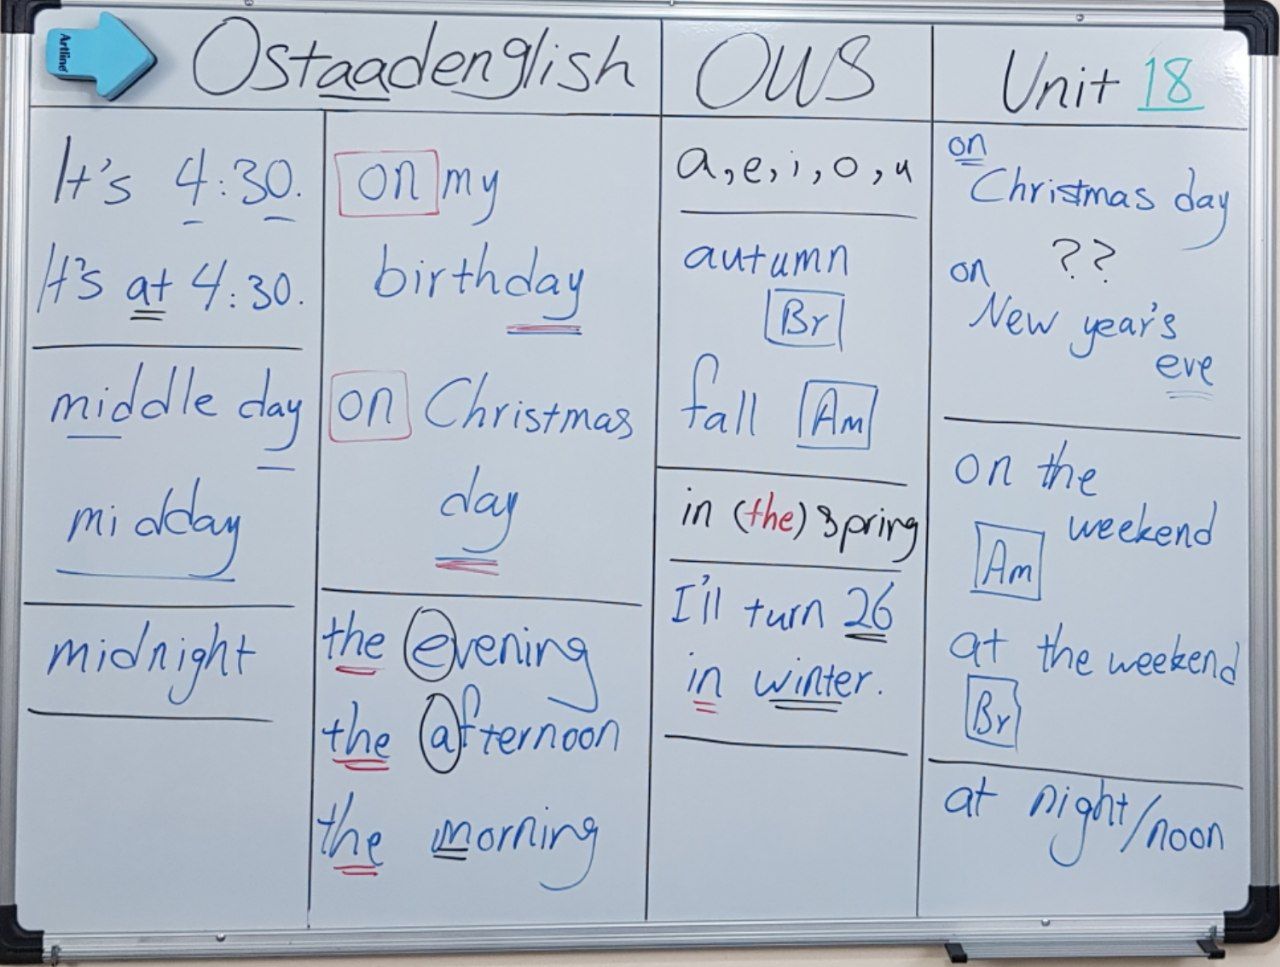 Artline
Ostaadenglish
OWS
Unit 18
It's 4:30.
It's at 4:30.
middle day
midday
midnight
on my
birthday
on Christmas
day
the evening
the afternoon
the morning
a, e, i, o, u
autumn
Br
fall Am
in (the) spring
I'll turn 26
in winter.
on
Christmas day
??
on
New year's
eve
on the
weekend
Am
at the weekend
Br
at night/noon